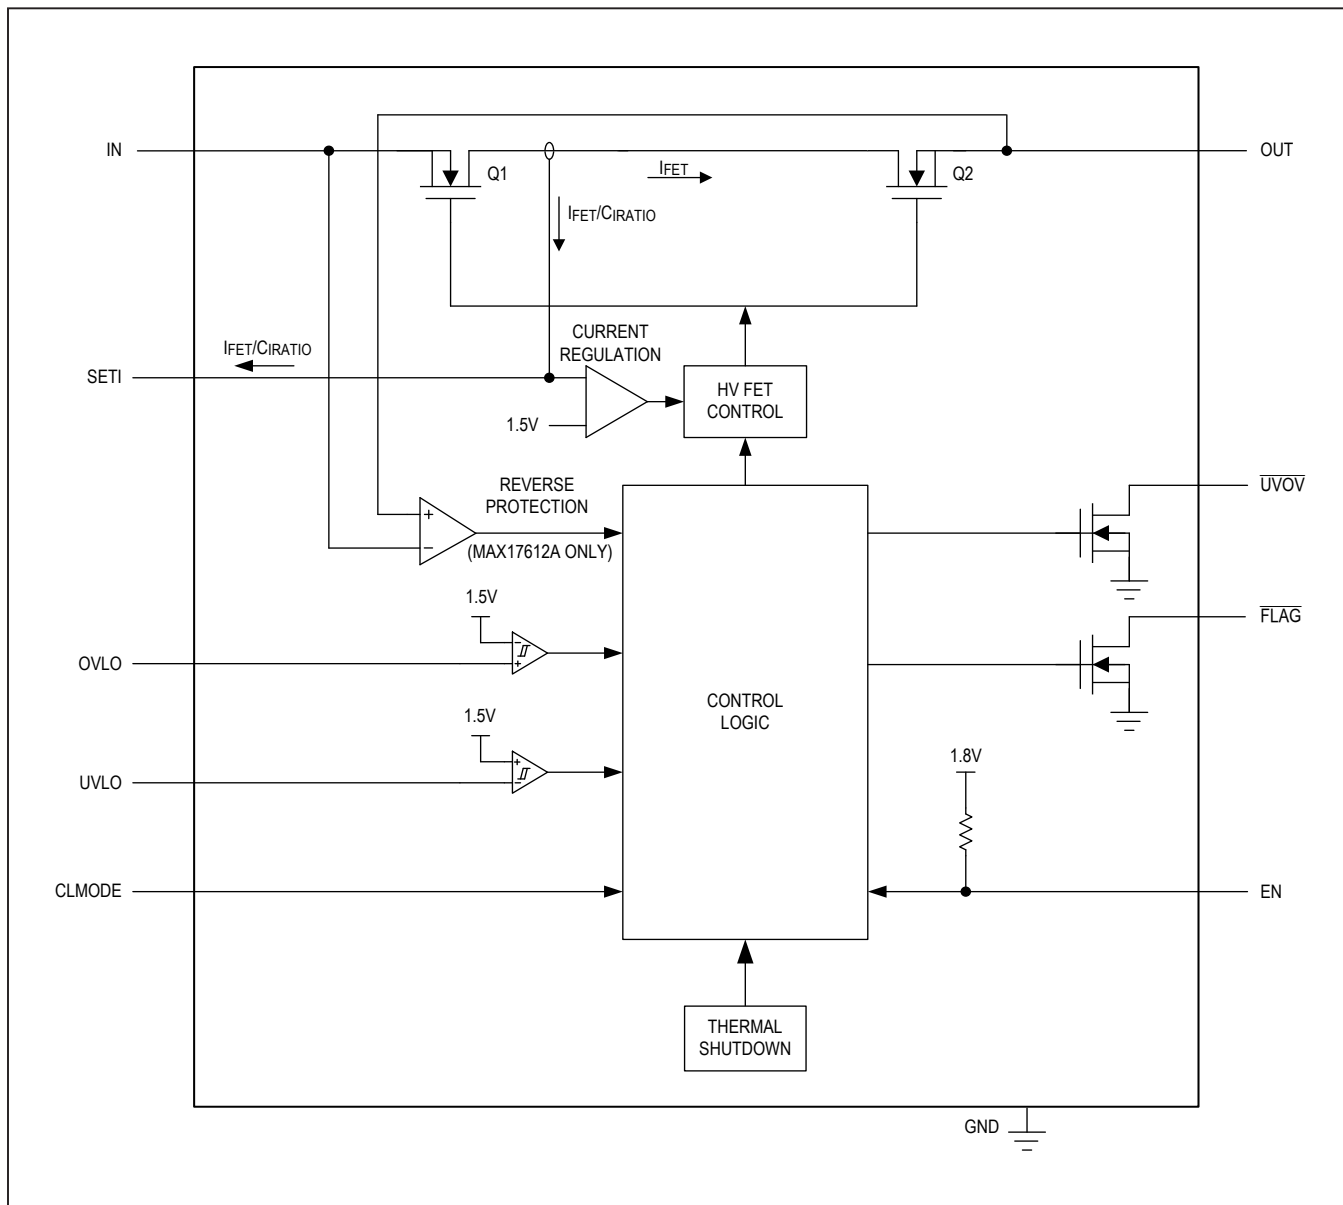 IN
Q1
IFET
Q2
OUT
IFET/CIRATIO
IFET/CIRATIO
CURRENT
REGULATION
SETI
1.5V
HV FET
CONTROL
REVERSE
PROTECTION
(MAX17612A ONLY)
+
−
UVOV
1.5V
−
+
OVLO
FLAG
CONTROL
LOGIC
1.5V
+
−
UVLO
1.8V
CLMODE
EN
THERMAL
SHUTDOWN
GND